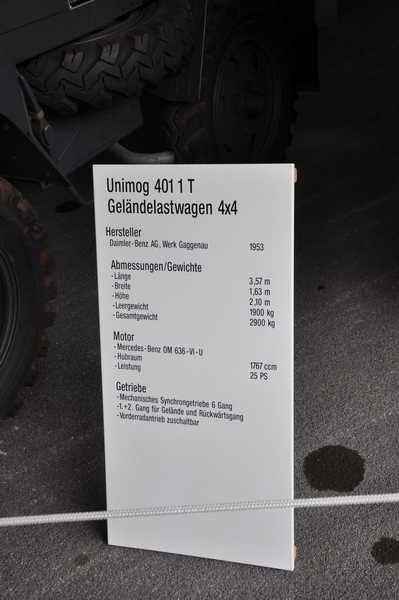 Unimog 401 1 T
Geländelastwagen 4x4
Hersteller
Daimler-Benz AG, Werk Gaggenau 1953
Abmessungen/Gewichte
-Länge 3,57 m
-Breite 1,63 m
-Höhe 2,10 m
-Leergewicht 1900 kg
-Gesamtgewicht 2900 kg
Motor
-Mercedes-Benz OM 636-VI-U
-Hubraum 1767 ccm
-Leistung 25 PS
Getriebe
-Mechanisches Synchrongetriebe 6 Gang
-1.+2. Gang für Gelände und Rückwärtsgang
-Vorderradantrieb zuschaltbar